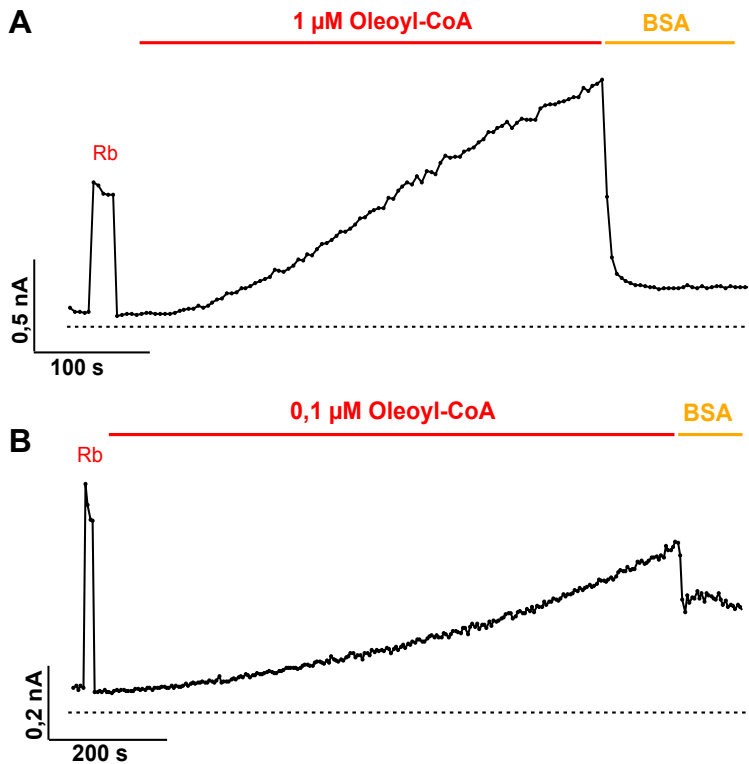 A
1 µM Oleoyl-CoA
BSA
Rb
0,5 nA
100 s
0,1 µM Oleoyl-CoA
BSA
B
Rb
0,2 nA
200 s